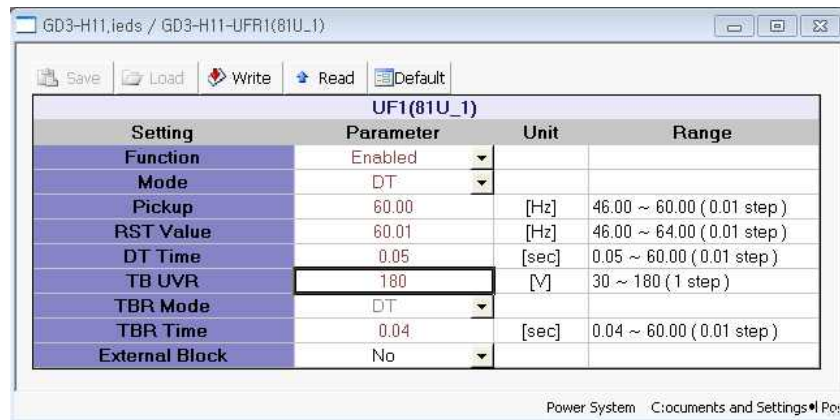 GD3-H11,ieds / GD3-H11-UFR1(81U_1)
Save Load Write Read Default
UF1(81U_1)
Setting Parameter Unit Range
Function Enabled
Mode DT
Pickup 60.00 [Hz] 46.00 ~ 60.00 ( 0.01 step )
RST Value 60.01 [Hz] 46.00 ~ 64.00 ( 0.01 step )
DT Time 0.05 [sec] 0.05 ~ 60.00 ( 0.01 step )
TB UVR 180 [V] 30 ~ 180 ( 1 step )
TBR Mode DT
TBR Time 0.04 [sec] 0.04 ~ 60.00 ( 0.01 step )
External Block No
Power System C:ocuments and Settings